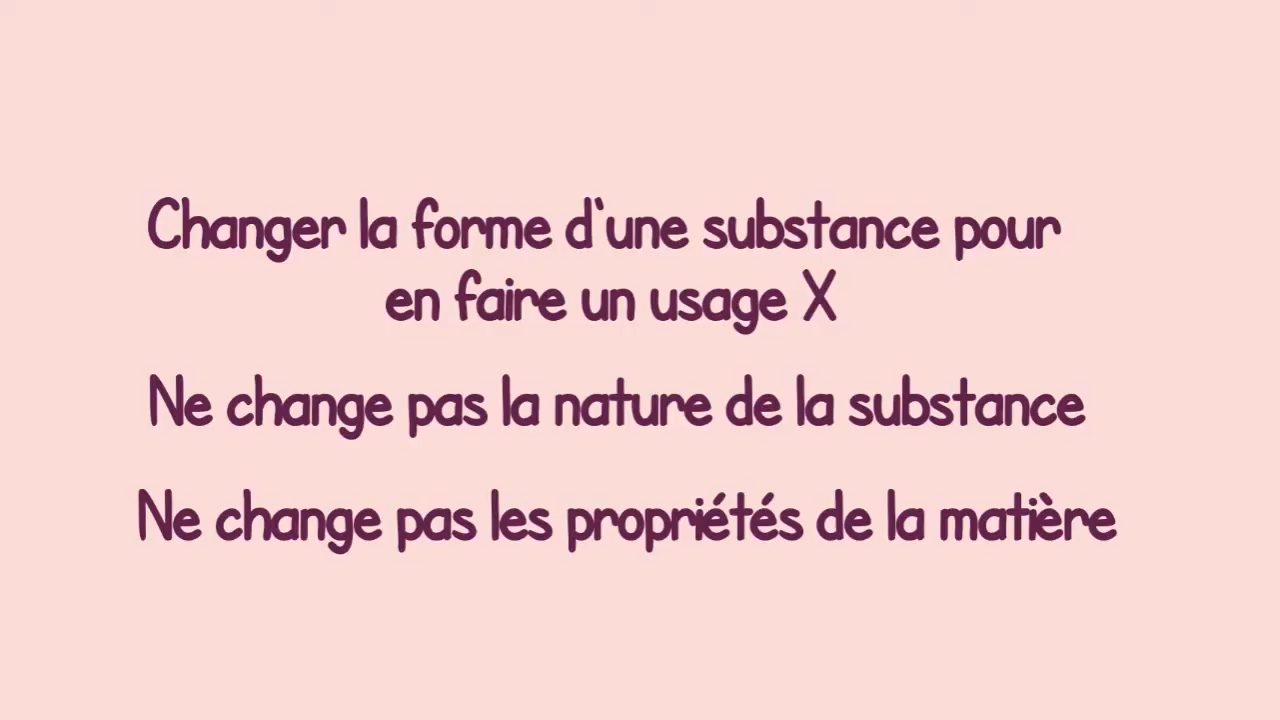 Changer la forme d'une substance pour
en faire un usage X
Ne change pas la nature de la substance
Ne change pas les propriétés de la matière